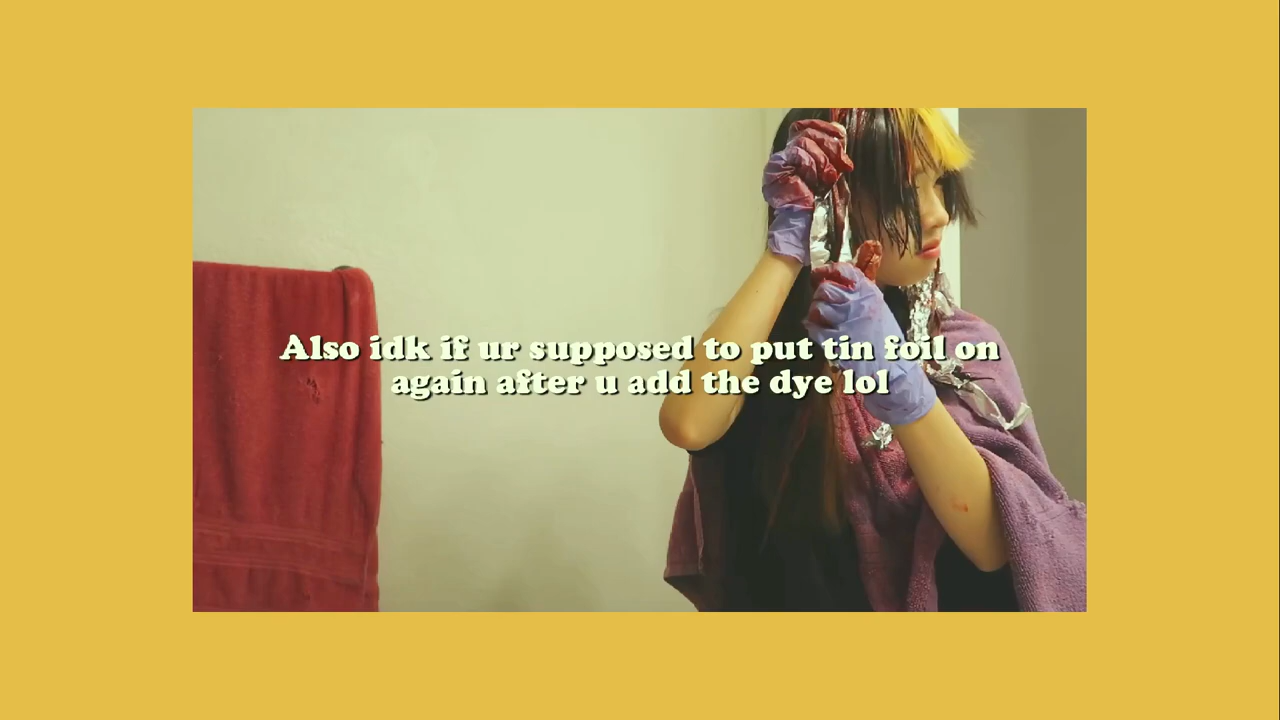 Also idk if ur supposed to put tin foil on
again after u add the dye lol